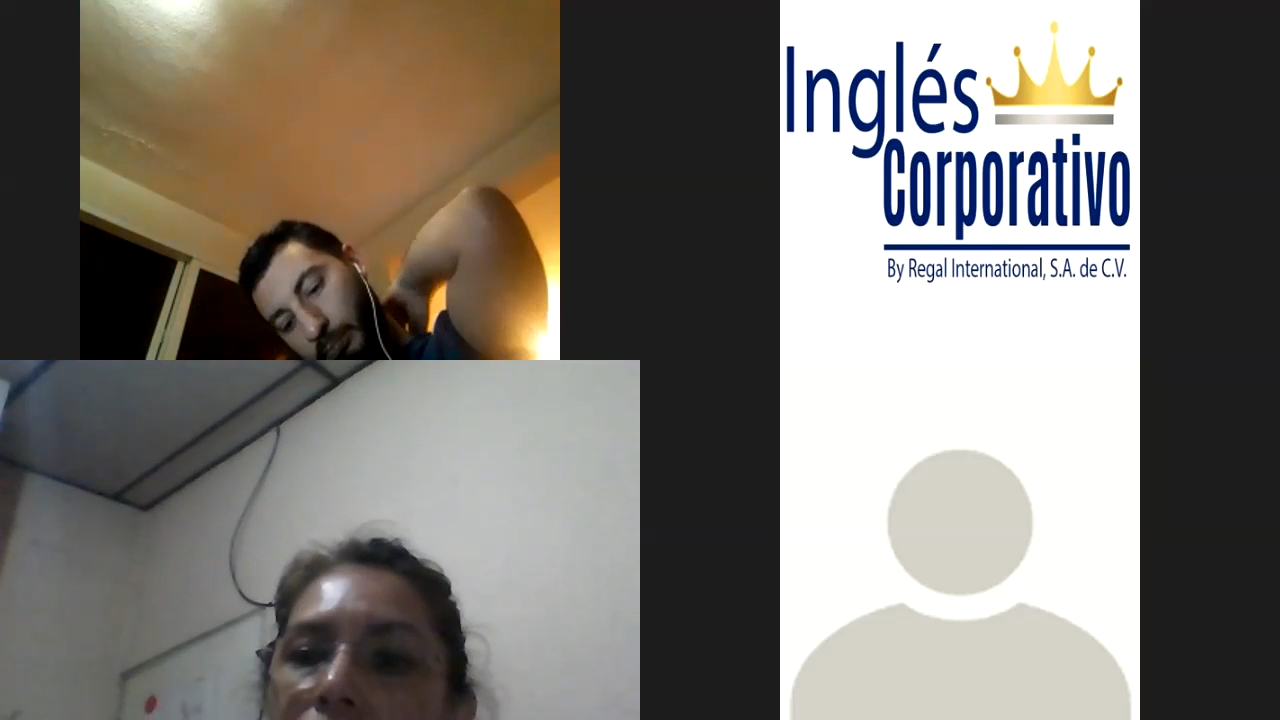 Inglés
Corporativo
By Regal International, S.A. de C.V.